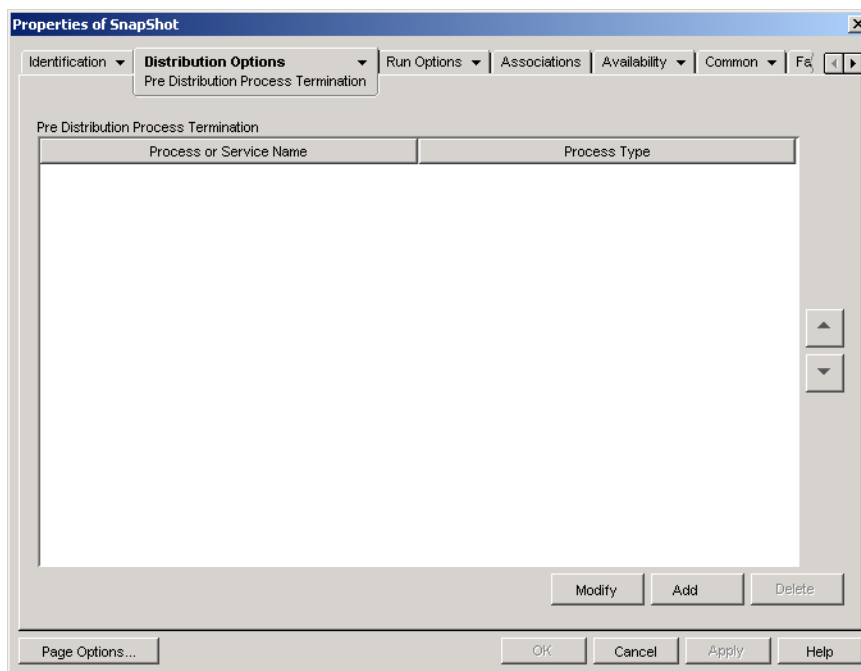 Properties of SnapShot
Identification Distribution Options Run Options Associations Availability Common
Pre Distribution Process Termination
Pre Distribution Process Termination
Process or Service Name Process Type
Modify Add Delete
Page Options... OK Cancel Apply Help